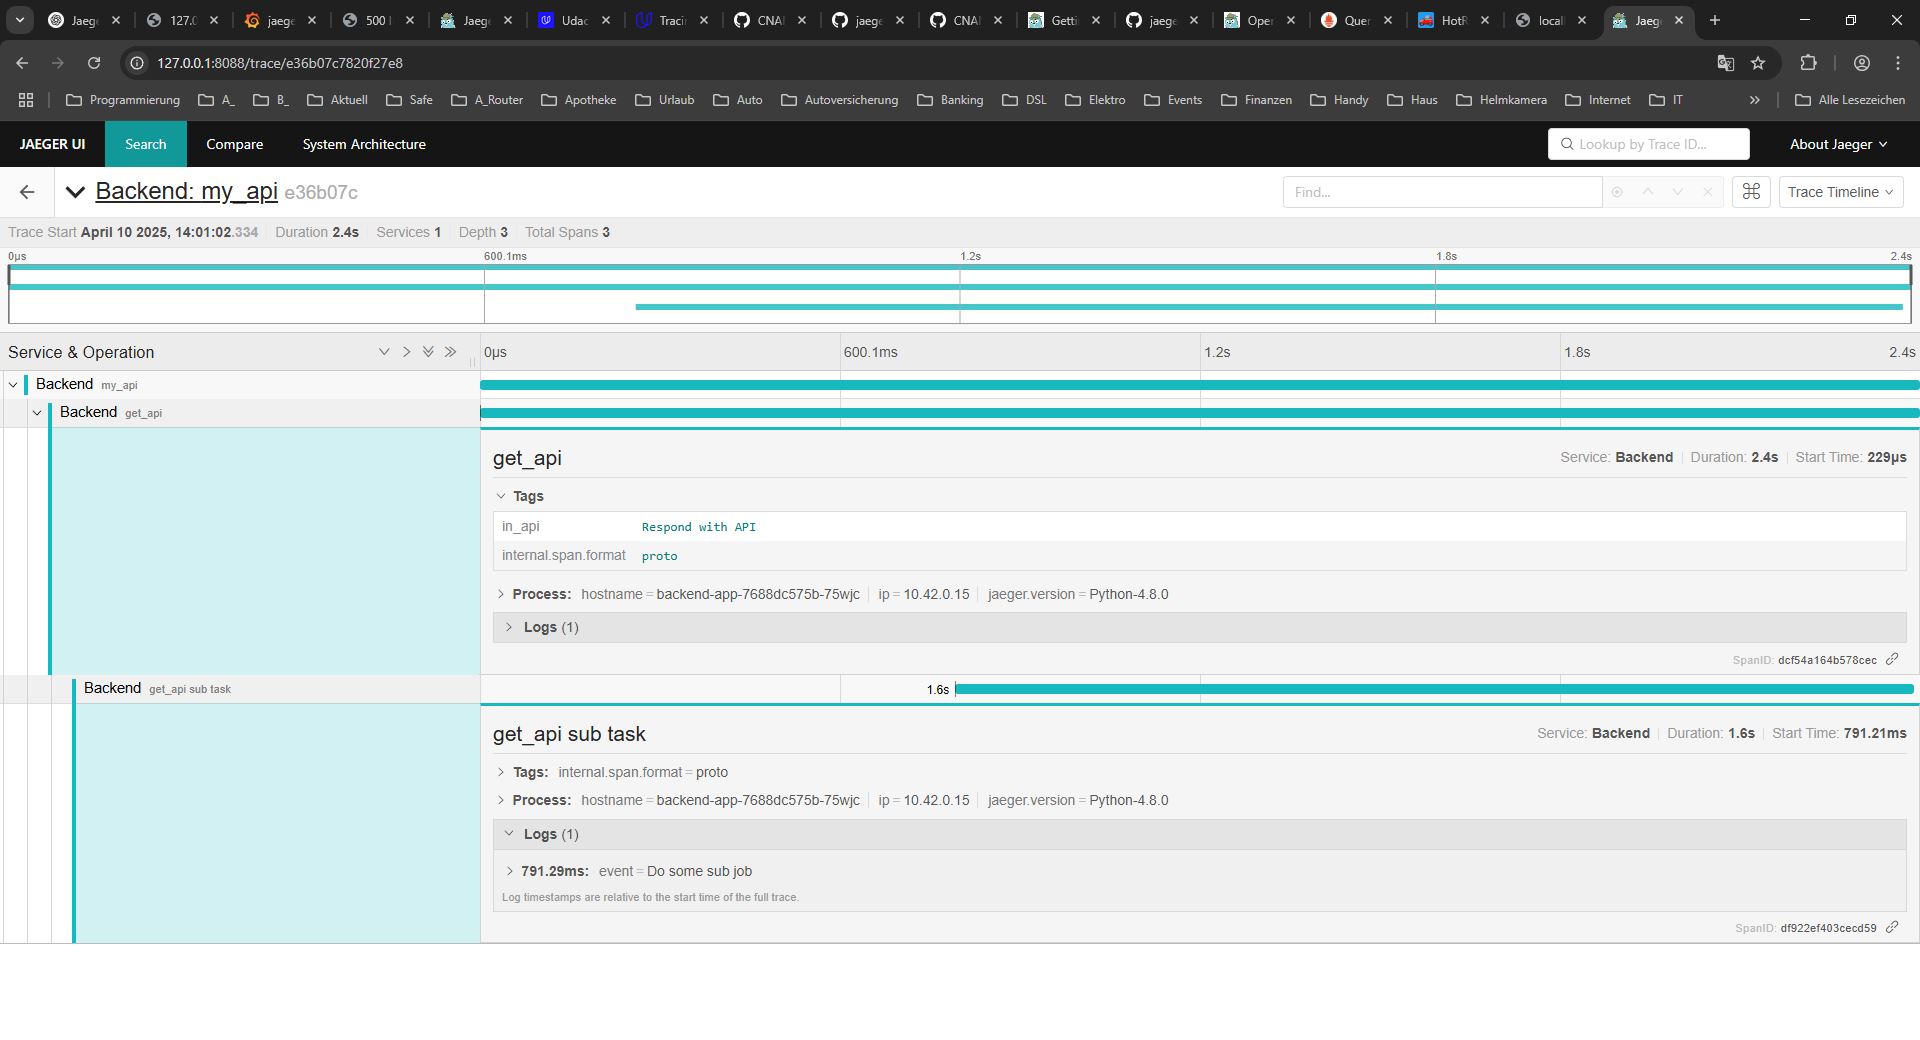 Jaeg 127.0 jaege 500 Jaeg Udac Traci CNA jaege CNA Getti jaege Oper Quer HotR local Jaeg
127.0.0.1:8088/trace/e36b07c7820f27e8
Programmierung A_ B_ Aktuell Safe A_Router Apotheke Urlaub Auto Autoversicherung Banking DSL Elektro Events Finanzen Handy Haus Helmkamera Internet IT » Alle Lesezeichen
JAEGER UI Search Compare System Architecture Lookup by Trace ID... About Jaeger
Backend: my_api e36b07c Find... Trace Timeline
Trace Start April 10 2025, 14:01:02.334 Duration 2.4s Services 1 Depth 3 Total Spans 3
0μs 600.1ms 1.2s 1.8s 2.4s
Service & Operation 0μs 600.1ms 1.2s 1.8s 2.4s
Backend my_api
Backend get_api
get_api Service: Backend Duration: 2.4s Start Time: 229μs
Tags
in_api Respond with API
internal.span.format proto
Process: hostname = backend-app-7688dc575b-75wjc ip = 10.42.0.15 jaeger.version = Python-4.8.0
Logs (1)
SpanID: dcf54a164b578cec
Backend get_api sub task 1.6s
get_api sub task Service: Backend Duration: 1.6s Start Time: 791.21ms
Tags: internal.span.format = proto
Process: hostname = backend-app-7688dc575b-75wjc ip = 10.42.0.15 jaeger.version = Python-4.8.0
Logs (1)
791.29ms: event = Do some sub job
Log timestamps are relative to the start time of the full trace.
SpanID: df922ef403cecd59